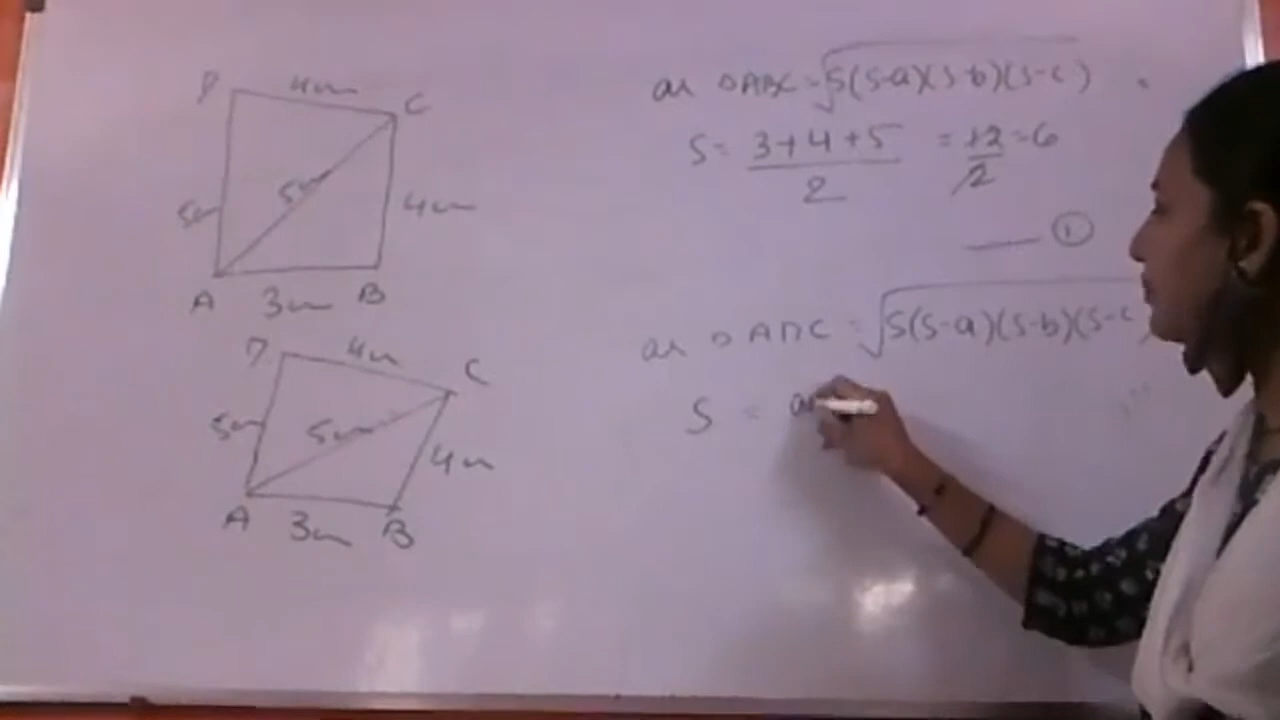 D 4cm C
5cm 5cm 4cm
A 3cm B
D 4cm C
5cm 5cm 4cm
A 3cm B
ar △ABC = √S(S-a)(S-b)(S-c)
S = 3+4+5/2 = 12/2 = 6
—— ①
ar △ADC = √S(S-a)(S-b)(S-c
S = a